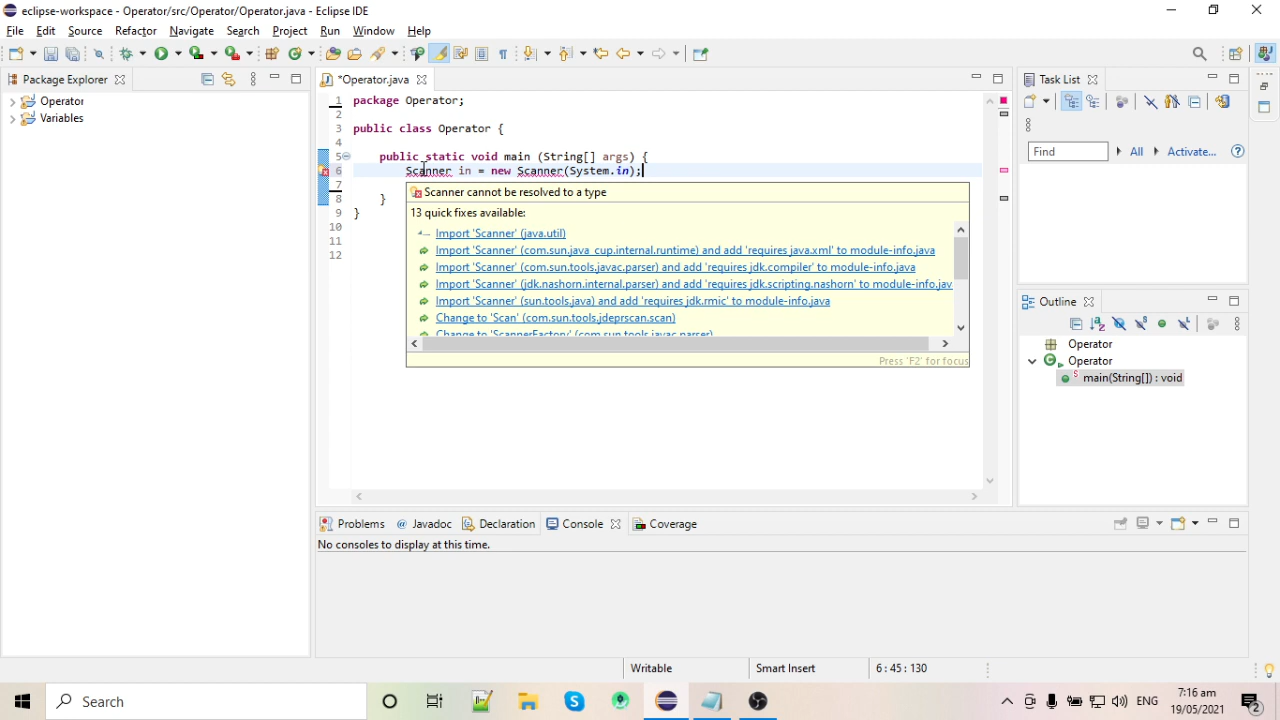 eclipse-workspace - Operator/src/Operator/Operator.java - Eclipse IDE
File Edit Source Refactor Navigate Search Project Run Window Help
Package Explorer
*Operator.java
Task List
Operator
Variables
1 package Operator;
2
3 public class Operator {
4
5 public static void main (String[] args) {
6 Scanner in = new Scanner(System.in);
7
8 }
9 }
10
11
12
Scanner cannot be resolved to a type
13 quick fixes available:
Import 'Scanner' (java.util)
Import 'Scanner' (com.sun.java_cup.internal.runtime) and add 'requires java.xml' to module-info.java
Import 'Scanner' (com.sun.tools.javac.parser) and add 'requires jdk.compiler' to module-info.java
Import 'Scanner' (jdk.nashorn.internal.parser) and add 'requires jdk.scripting.nashorn' to module-info.jav
Import 'Scanner' (sun.tools.java) and add 'requires jdk.rmic' to module-info.java
Change to 'Scan' (com.sun.tools.jdeprscan.scan)
Change to 'ScannerFactory' (com.sun.tools.javac.parser)
Press 'F2' for focus
Find All Activate...
Outline
Operator
Operator
main(String[]) : void
Problems @ Javadoc Declaration Console Coverage
No consoles to display at this time.
Writable Smart Insert 6 : 45 : 130
Search
ENG
7:16 am
19/05/2021
2